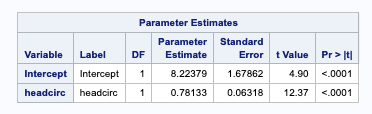 Parameter Estimates
Variable Label DF Parameter Estimate Standard Error t Value Pr > |t|
Intercept Intercept 1 8.22379 1.67862 4.90 <.0001
headcirc headcirc 1 0.78133 0.06318 12.37 <.0001